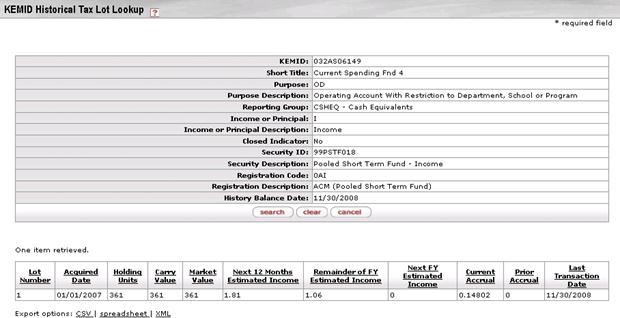 KEMID Historical Tax Lot Lookup ?
* required field
KEMID: 032AS06149
Short Title: Current Spending Fnd 4
Purpose: OD
Purpose Description: Operating Account With Restriction to Department, School or Program
Reporting Group: CSHEQ - Cash Equivalents
Income or Principal: I
Income or Principal Description: Income
Closed Indicator: No
Security ID: 99PSTF018
Security Description: Pooled Short Term Fund - Income
Registration Code: 0AI
Registration Description: ACM (Pooled Short Term Fund)
History Balance Date: 11/30/2008
search clear cancel
One item retrieved.
Lot Number Acquired Date Holding Units Carry Value Market Value Next 12 Months Estimated Income Remainder of FY Estimated Income Next FY Estimated Income Current Accrual Prior Accrual Last Transaction Date
1 01/01/2007 361 361 361 1.81 1.06 0 0.14802 0 11/30/2008
Export options: CSV | spreadsheet | XML